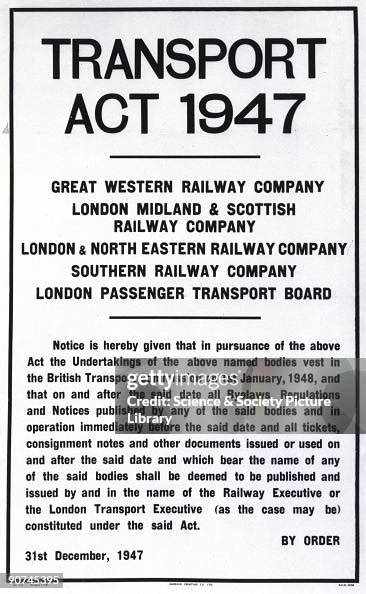 TRANSPORT
ACT 1947
GREAT WESTERN RAILWAY COMPANY
LONDON MIDLAND & SCOTTISH
RAILWAY COMPANY
LONDON & NORTH EASTERN RAILWAY COMPANY
SOUTHERN RAILWAY COMPANY
LONDON PASSENGER TRANSPORT BOARD
Notice is hereby given that in pursuance of the above
Act the Undertakings of the above named bodies vest in
the British Transport January, 1948, and
that on and after the said date all Byelaws, Regulations
and Notices published by any of the said bodies and in
operation immediately before the said date and all tickets,
consignment notes and other documents issued or used on
and after the said date and which bear the name of any
of the said bodies shall be deemed to be published and
issued by and in the name of the Railway Executive or
the London Transport Executive (as the case may be)
constituted under the said Act.
BY ORDER
31st December, 1947
gettyimages
Credit: Science & Society Picture
Library
90745395